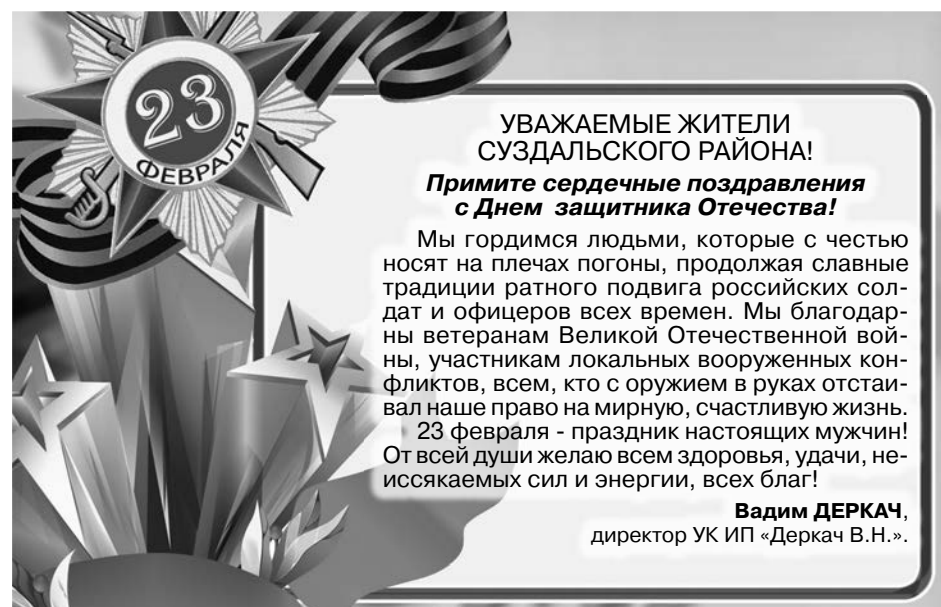 23
ФЕВРАЛЯ
УВАЖАЕМЫЕ ЖИТЕЛИ
СУЗДАЛЬСКОГО РАЙОНА!
Примите сердечные поздравления
с Днем защитника Отечества!
Мы гордимся людьми, которые с честью
носят на плечах погоны, продолжая славные
традиции ратного подвига российских сол-
дат и офицеров всех времен. Мы благодар-
ны ветеранам Великой Отечественной вой-
ны, участникам локальных вооруженных кон-
фликтов, всем, кто с оружием в руках отстаи-
вал наше право на мирную, счастливую жизнь.
23 февраля - праздник настоящих мужчин!
От всей души желаю всем здоровья, удачи, не-
иссякаемых сил и энергии, всех благ!
Вадим ДЕРКАЧ,
директор УК ИП «Деркач В.Н.».